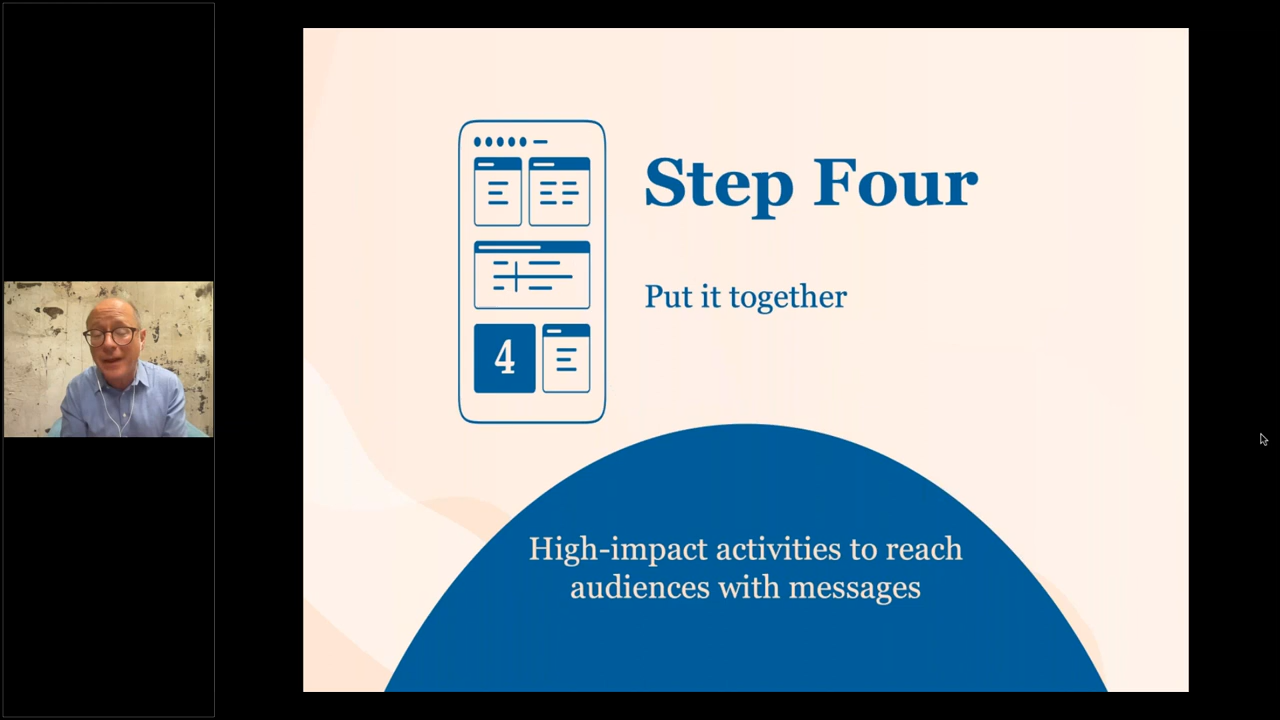 Step Four
Put it together
4
High-impact activities to reach
audiences with messages